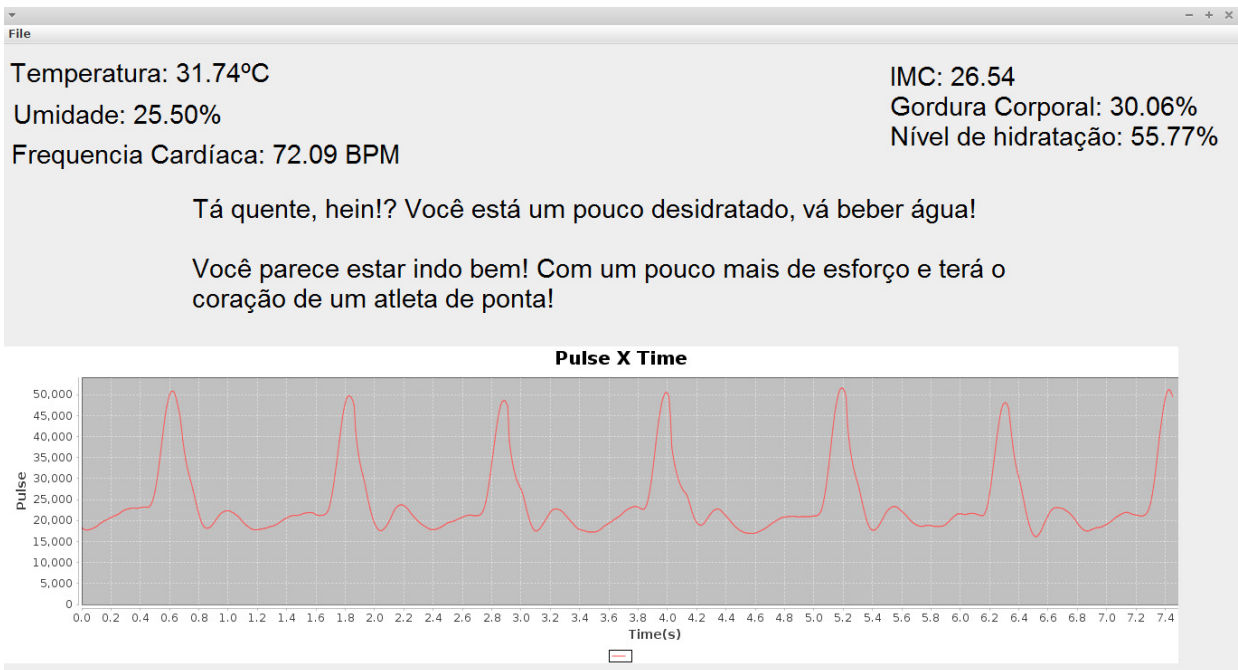 File
Temperatura: 31.74ºC
Umidade: 25.50%
Frequencia Cardíaca: 72.09 BPM
IMC: 26.54
Gordura Corporal: 30.06%
Nível de hidratação: 55.77%
Tá quente, hein!? Você está um pouco desidratado, vá beber água!
Você parece estar indo bem! Com um pouco mais de esforço e terá o
coração de um atleta de ponta!
Pulse X Time
Pulse
50,000
45,000
40,000
35,000
30,000
25,000
20,000
15,000
10,000
5,000
0
0.0 0.2 0.4 0.6 0.8 1.0 1.2 1.4 1.6 1.8 2.0 2.2 2.4 2.6 2.8 3.0 3.2 3.4 3.6 3.8 4.0 4.2 4.4 4.6 4.8 5.0 5.2 5.4 5.6 5.8 6.0 6.2 6.4 6.6 6.8 7.0 7.2 7.4
Time(s)